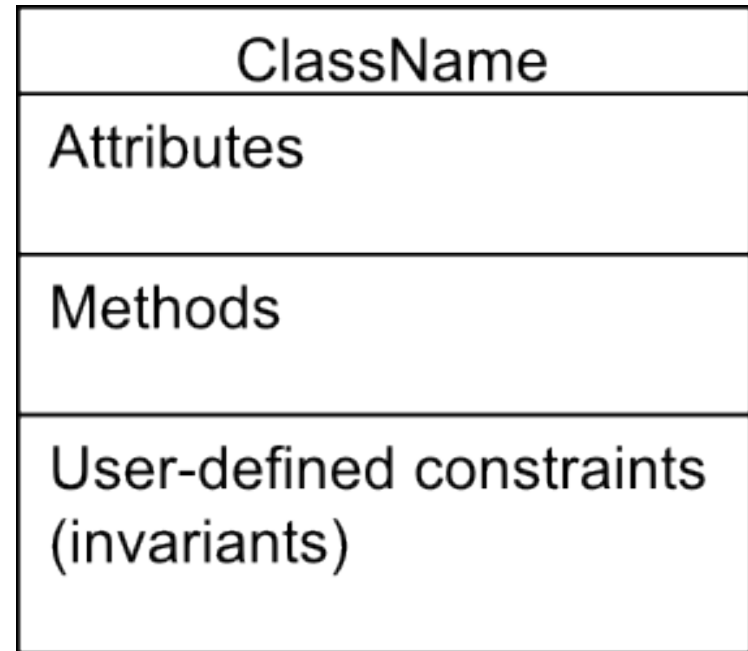 ClassName
Attributes
Methods
User-defined constraints
(invariants)